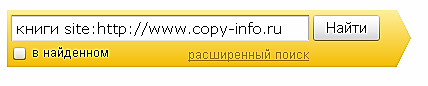 книги site:http://www.copy-info.ru Найти
в найденном расширенный поиск